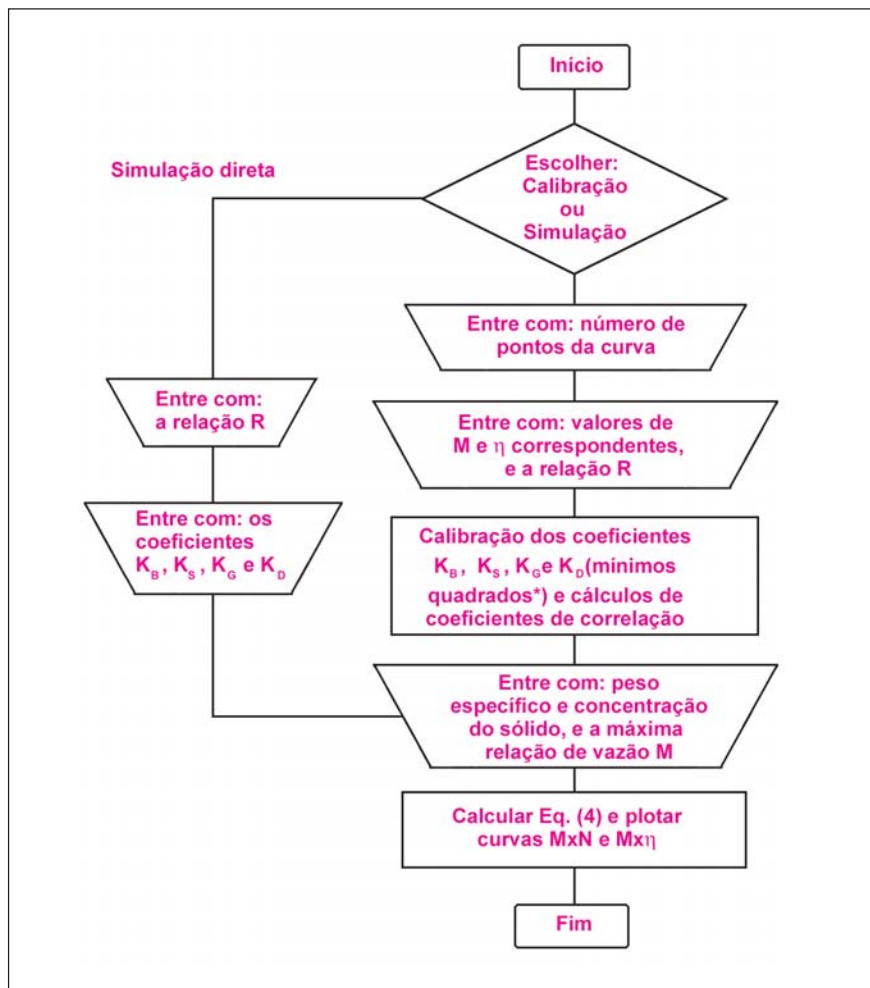 Início
Escolher:
Calibração
ou
Simulação
Simulação direta
Entre com: número de
pontos da curva
Entre com:
a relação R
Entre com: valores de
M e η correspondentes,
e a relação R
Entre com: os
coeficientes
K_B, K_S, K_G e K_D
Calibração dos coeficientes
K_B, K_S, K_G e K_D(mínimos
quadrados*) e cálculos de
coeficientes de correlação
Entre com: peso
específico e concentração
do sólido, e a máxima
relação de vazão M
Calcular Eq. (4) e plotar
curvas MxN e Mxη
Fim